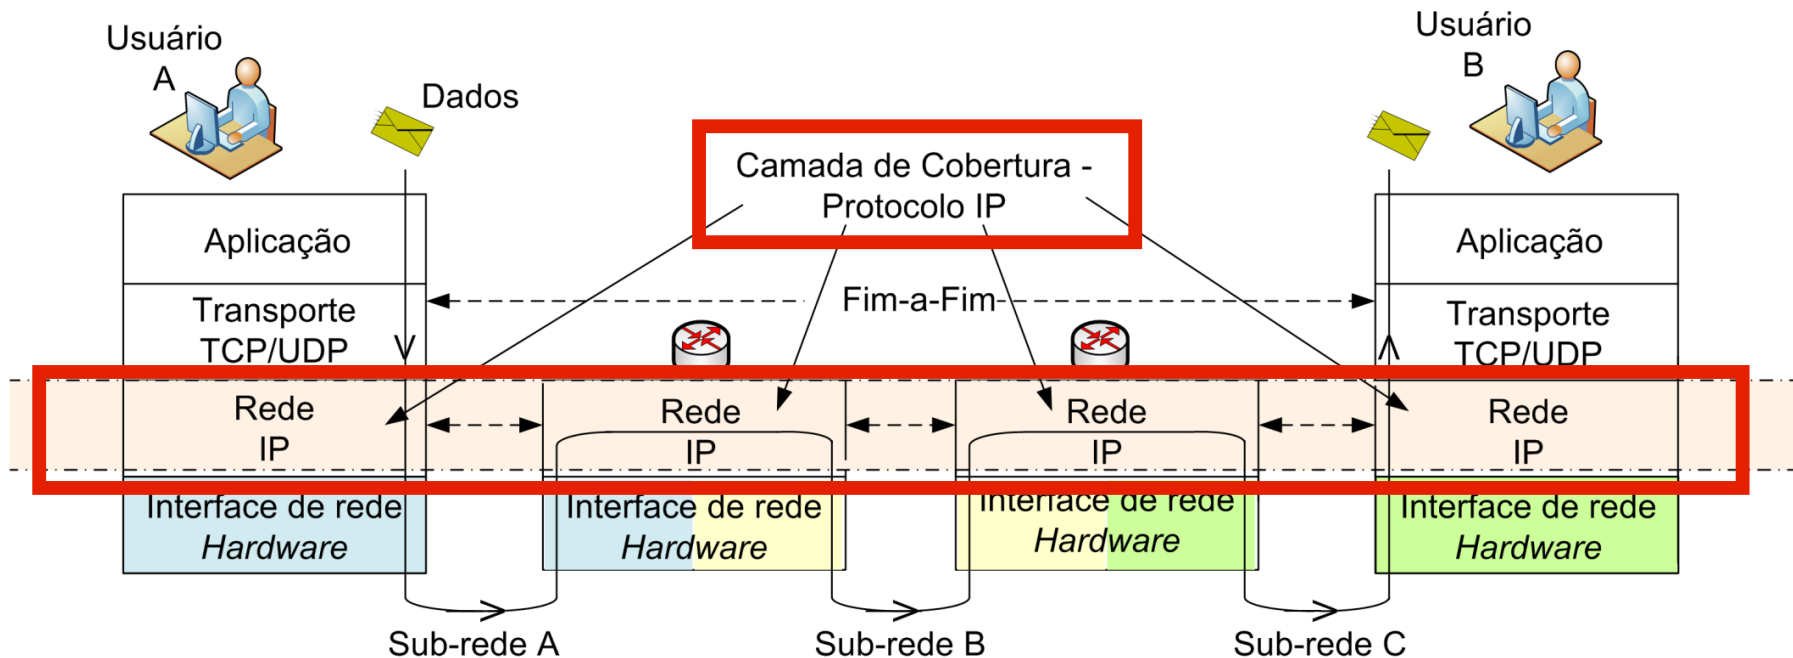 Usuário
A
Dados
Usuário
B
Camada de Cobertura -
Protocolo IP
Aplicação
Aplicação
Fim-a-Fim
Transporte
TCP/UDP
Transporte
TCP/UDP
Rede
IP
Rede
IP
Rede
IP
Rede
IP
Interface de rede
Hardware
Interface de rede
Hardware
Interface de rede
Hardware
Interface de rede
Hardware
Sub-rede A
Sub-rede B
Sub-rede C